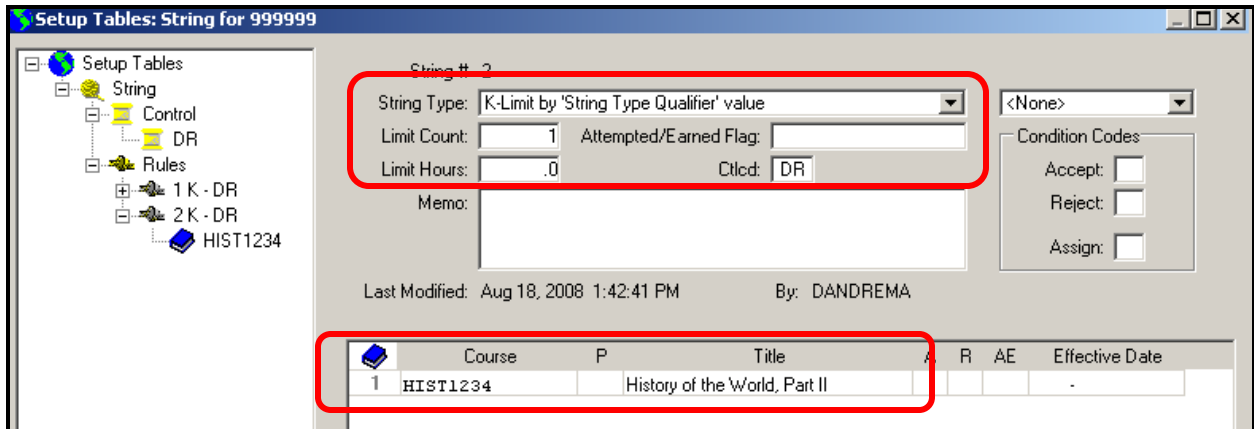 Setup Tables: String for 999999
Setup Tables
String
Control
DR
Rules
1 K - DR
2 K - DR
HIST1234
String # 2
String Type: K-Limit by 'String Type Qualifier' value <None>
Limit Count: 1 Attempted/Earned Flag:
Limit Hours: .0 Ctlcd: DR
Memo:
Condition Codes
Accept:
Reject:
Assign:
Last Modified: Aug 18, 2008 1:42:41 PM By: DANDREMA
Course P Title A R AE Effective Date
1 HIST1234 History of the World, Part II -